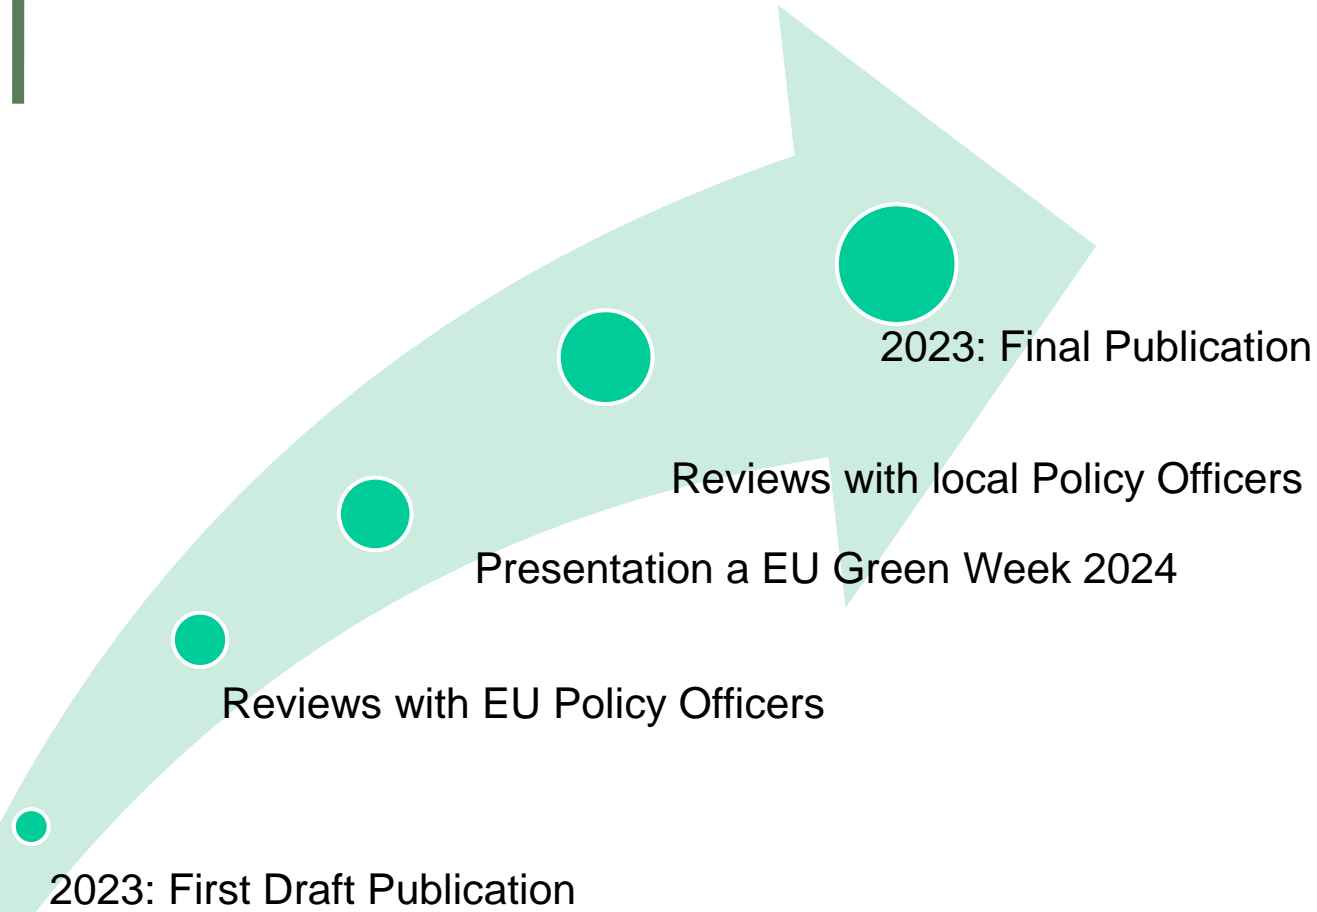 2023: Final Publication
Reviews with local Policy Officers
Presentation a EU Green Week 2024
Reviews with EU Policy Officers
2023: First Draft Publication